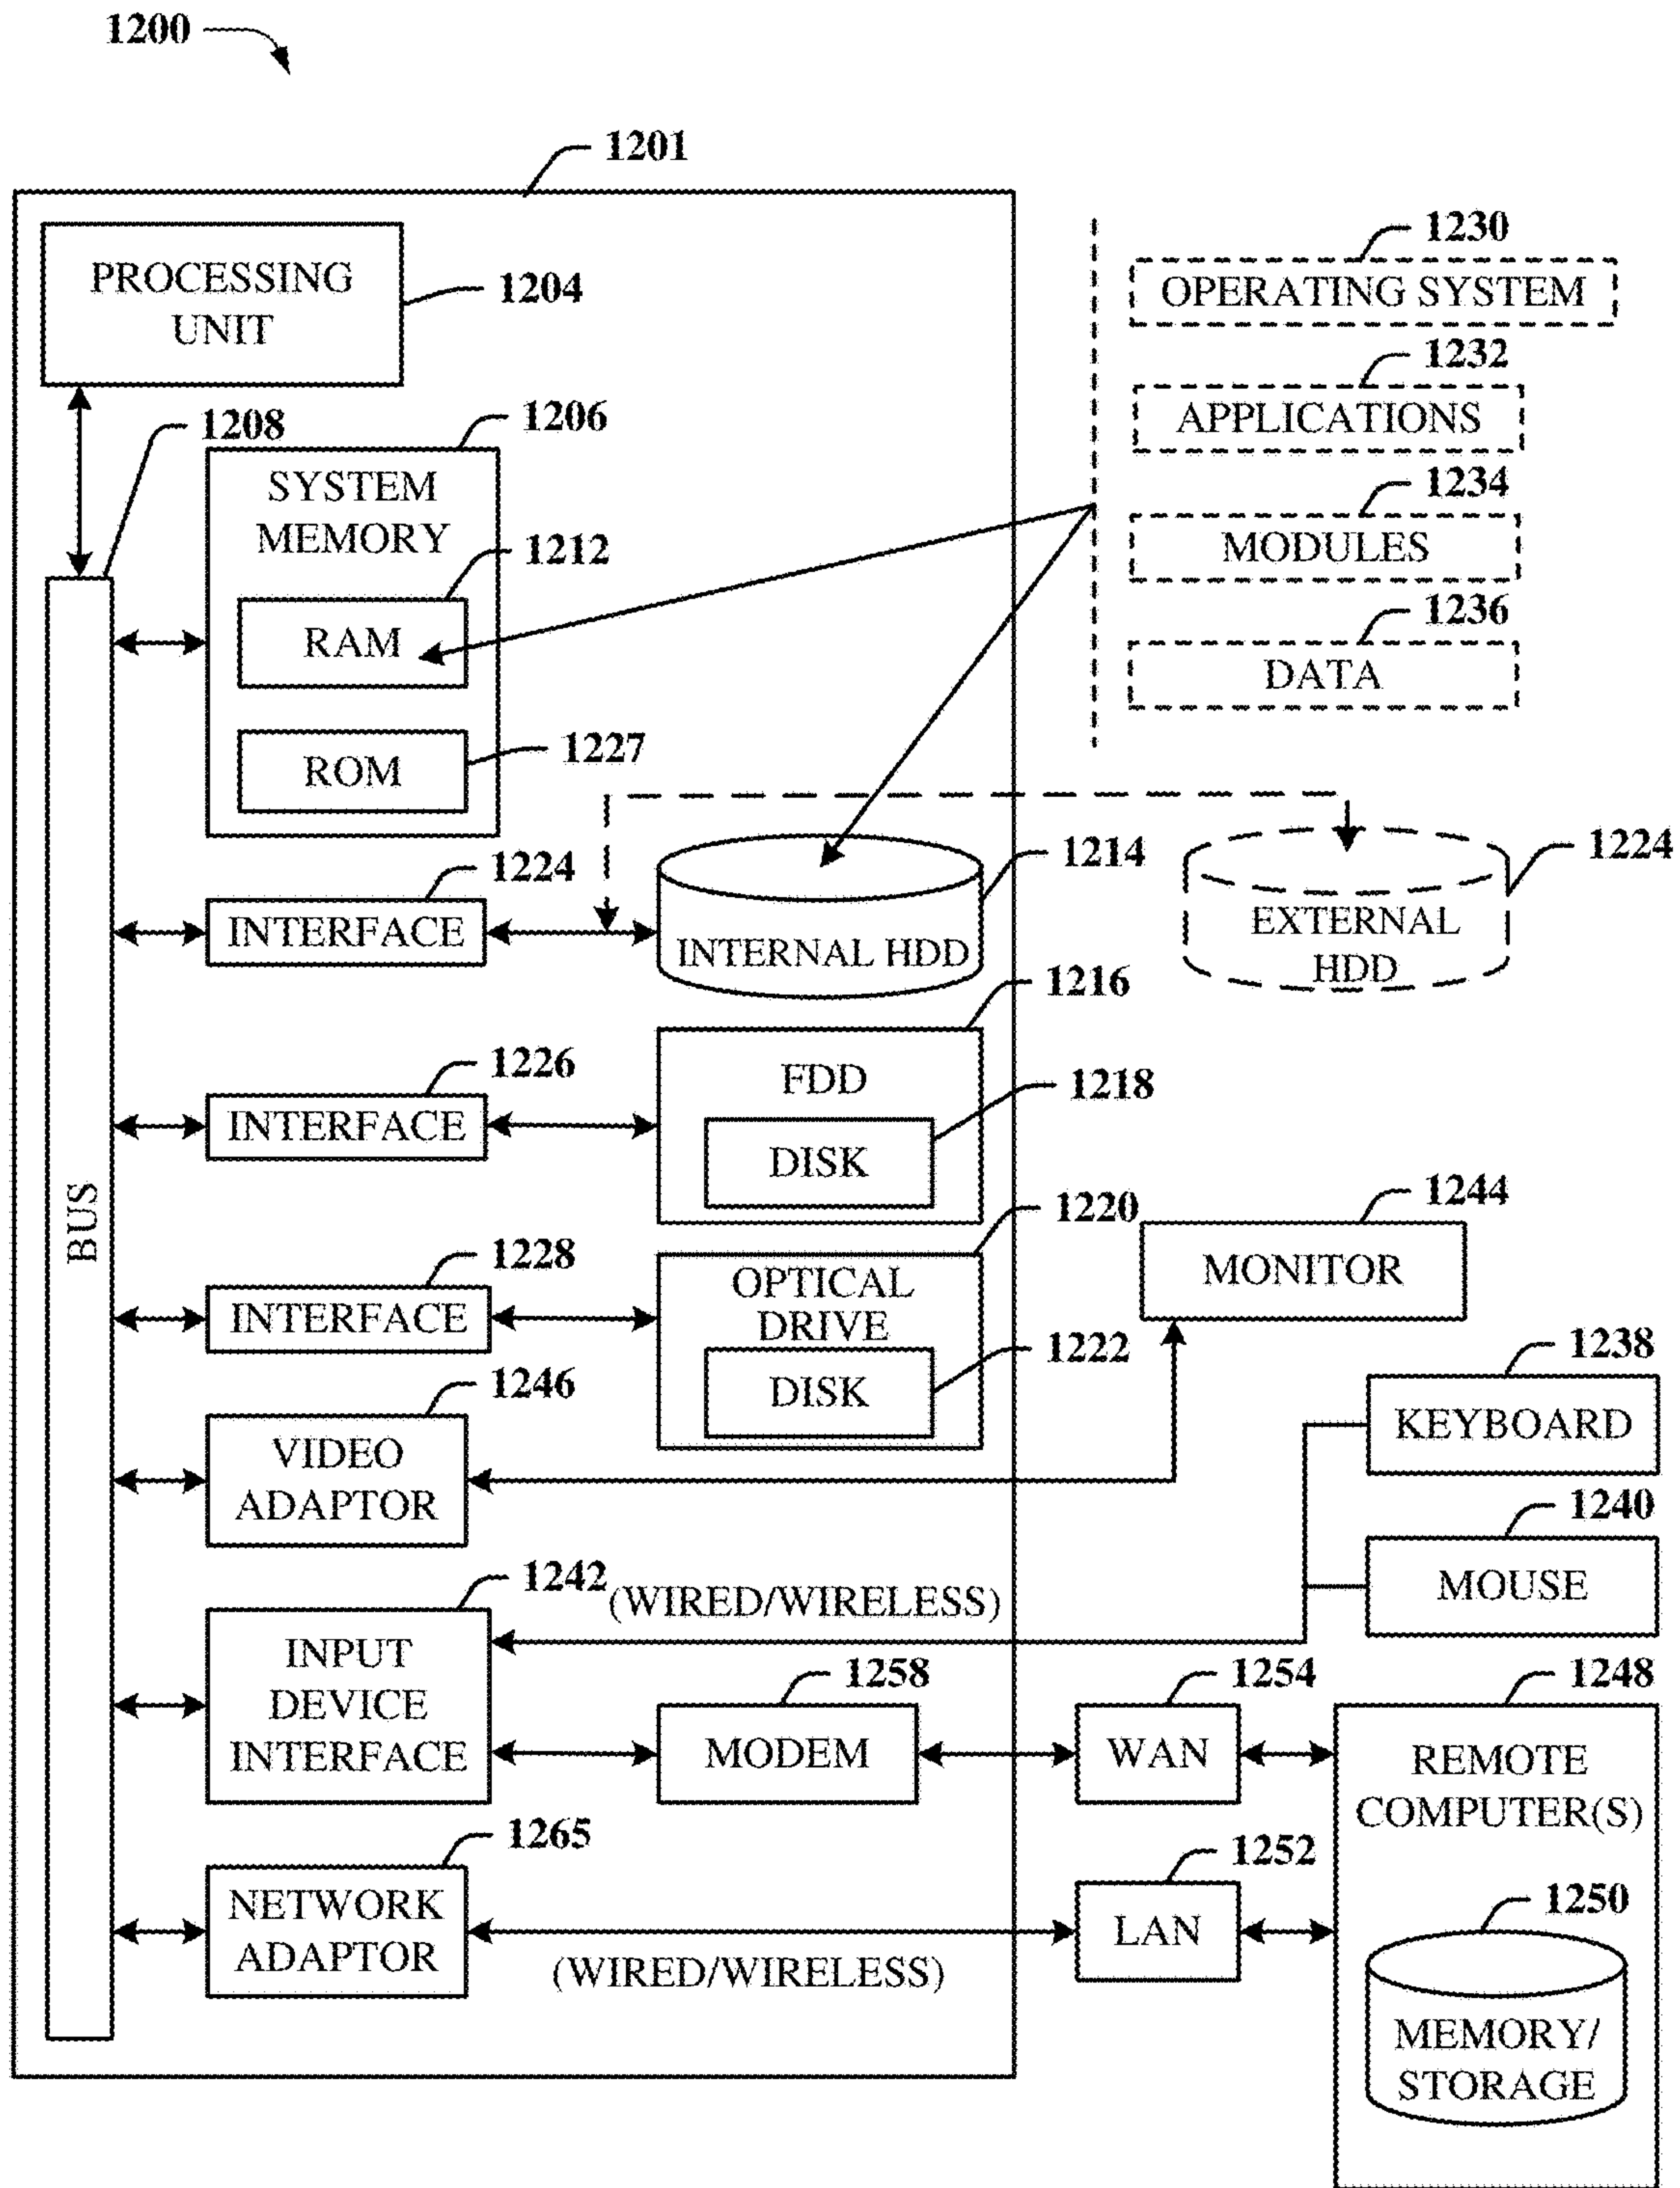 1200
1201
PROCESSING
UNIT
1204
1230
OPERATING SYSTEM
1232
APPLICATIONS
1234
MODULES
1236
DATA
1208
1206
SYSTEM
MEMORY
1212
RAM
1227
ROM
BUS
1224
INTERFACE
1214
INTERNAL HDD
1224
EXTERNAL
HDD
1226
INTERFACE
1216
FDD
1218
DISK
1228
INTERFACE
1220
OPTICAL
DRIVE
1222
DISK
1244
MONITOR
1246
VIDEO
ADAPTOR
1238
KEYBOARD
1240
MOUSE
1242
(WIRED/WIRELESS)
INPUT
DEVICE
INTERFACE
1258
MODEM
1254
WAN
1248
REMOTE
COMPUTER(S)
1265
NETWORK
ADAPTOR
(WIRED/WIRELESS)
1252
LAN
1250
MEMORY/
STORAGE